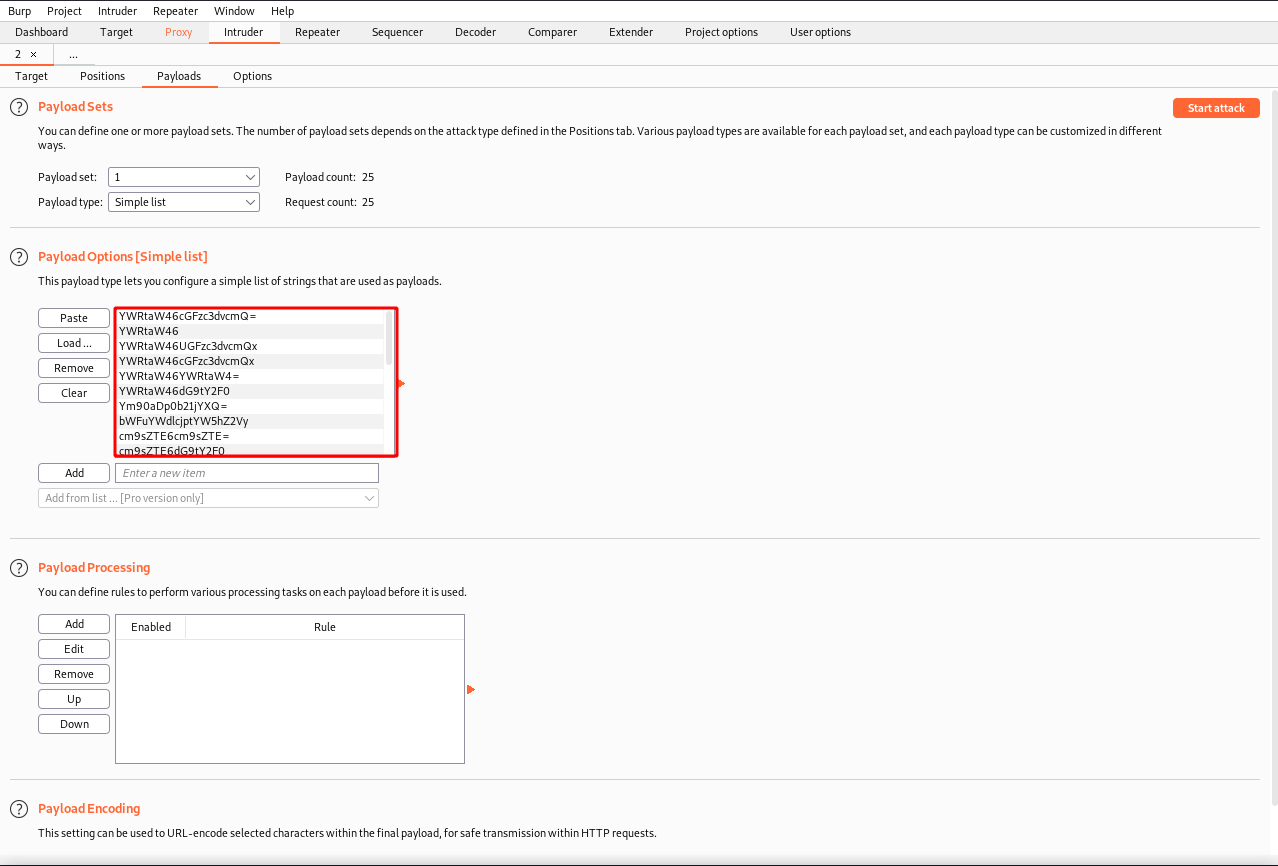 Burp Project Intruder Repeater Window Help
Dashboard Target Proxy Intruder Repeater Sequencer Decoder Comparer Extender Project options User options
2 × ...
Target Positions Payloads Options
? Payload Sets Start attack
You can define one or more payload sets. The number of payload sets depends on the attack type defined in the Positions tab. Various payload types are available for each payload set, and each payload type can be customized in different
ways.
Payload set: 1 Payload count: 25
Payload type: Simple list Request count: 25
? Payload Options [Simple list]
This payload type lets you configure a simple list of strings that are used as payloads.
Paste YWRtaW46cGFzc3dvcmQ=
YWRtaW46
Load ... YWRtaW46UGFzc3dvcmQx
YWRtaW46cGFzc3dvcmQx
Remove YWRtaW46YWRtaW4=
Clear YWRtaW46dG9tY2F0
Ym90aDp0b21jYXQ=
bWFuYWdlcjptYW5hZ2Vy
cm9sZTE6cm9sZTE=
cm9sZTE6dG9tY2F0
Add Enter a new item
Add from list ... [Pro version only]
? Payload Processing
You can define rules to perform various processing tasks on each payload before it is used.
Add Enabled Rule
Edit
Remove
Up
Down
? Payload Encoding
This setting can be used to URL-encode selected characters within the final payload, for safe transmission within HTTP requests.